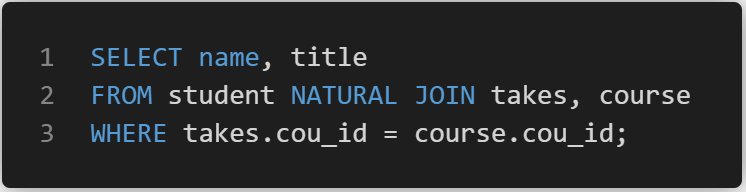 1 SELECT name, title
2 FROM student NATURAL JOIN takes, course
3 WHERE takes.cou_id = course.cou_id;